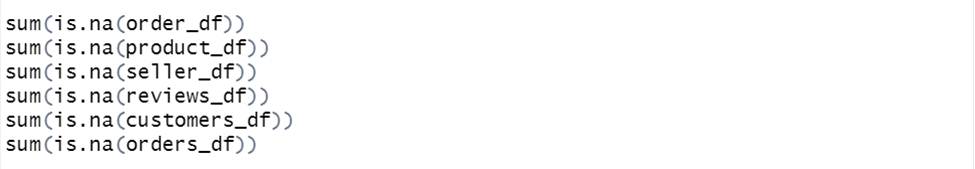 sum(is.na(order_df))
sum(is.na(product_df))
sum(is.na(seller_df))
sum(is.na(reviews_df))
sum(is.na(customers_df))
sum(is.na(orders_df))